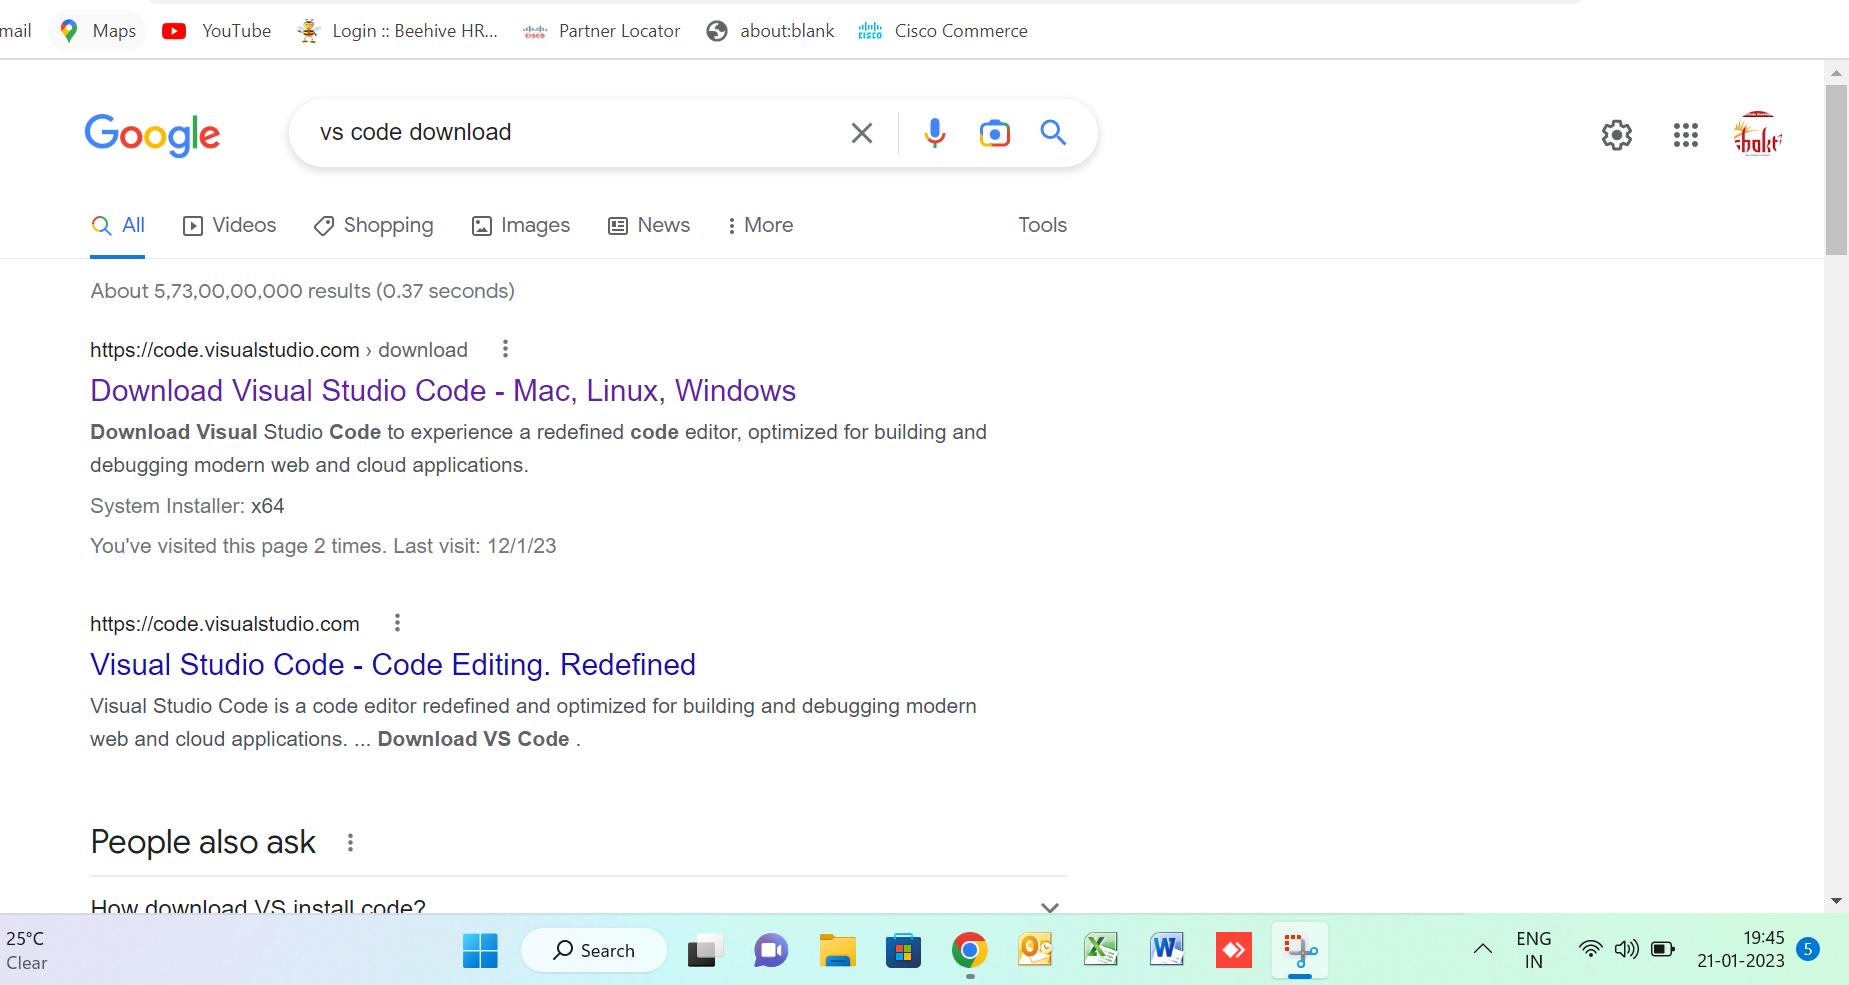 mail Maps YouTube Login :: Beehive HR... Partner Locator about:blank Cisco Commerce
Google vs code download
All Videos Shopping Images News More Tools
About 5,73,00,00,000 results (0.37 seconds)
https://code.visualstudio.com › download
Download Visual Studio Code - Mac, Linux, Windows
Download Visual Studio Code to experience a redefined code editor, optimized for building and
debugging modern web and cloud applications.
System Installer: x64
You've visited this page 2 times. Last visit: 12/1/23
https://code.visualstudio.com
Visual Studio Code - Code Editing. Redefined
Visual Studio Code is a code editor redefined and optimized for building and debugging modern
web and cloud applications. ... Download VS Code .
People also ask
How download VS install code?
25°C
Clear
Search
ENG
IN
19:45
21-01-2023
5